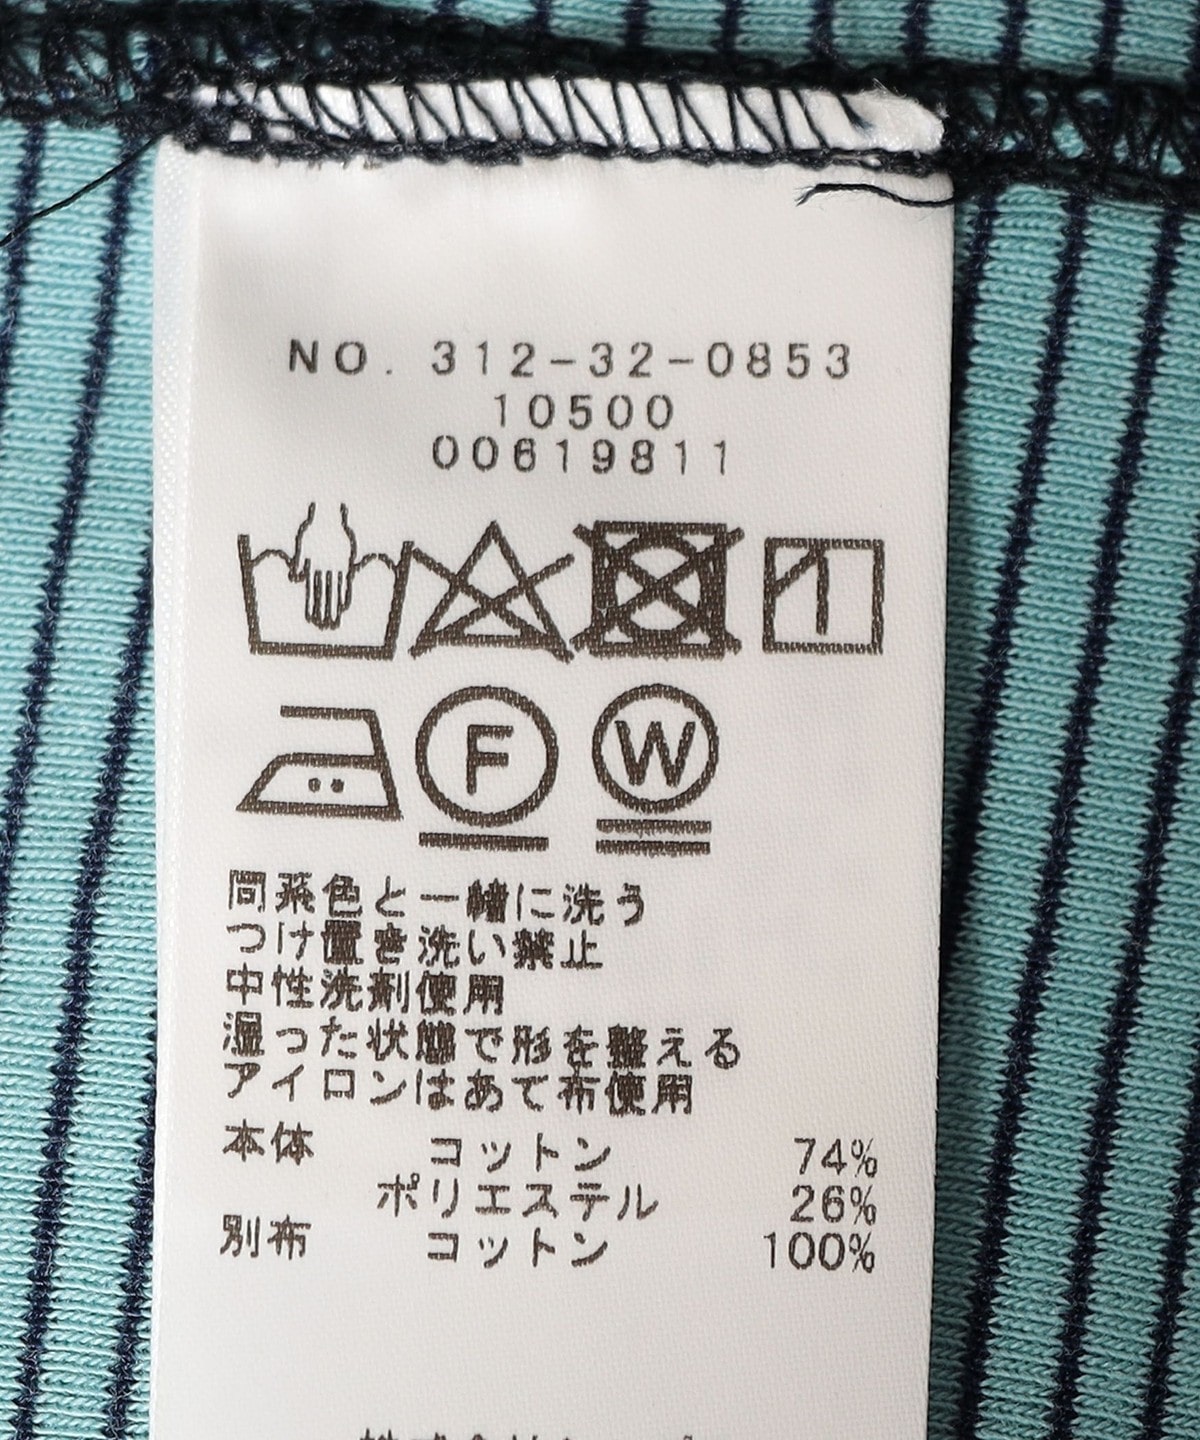 NO. 312-32-0853
10500
00619811
F W
同系色と一緒に洗う
つけ置き洗い禁止
中性洗剤使用
湿った状態で形を整える
アイロンはあて布使用
本体 コットン 74%
ポリエステル 26%
別布 コットン 100%